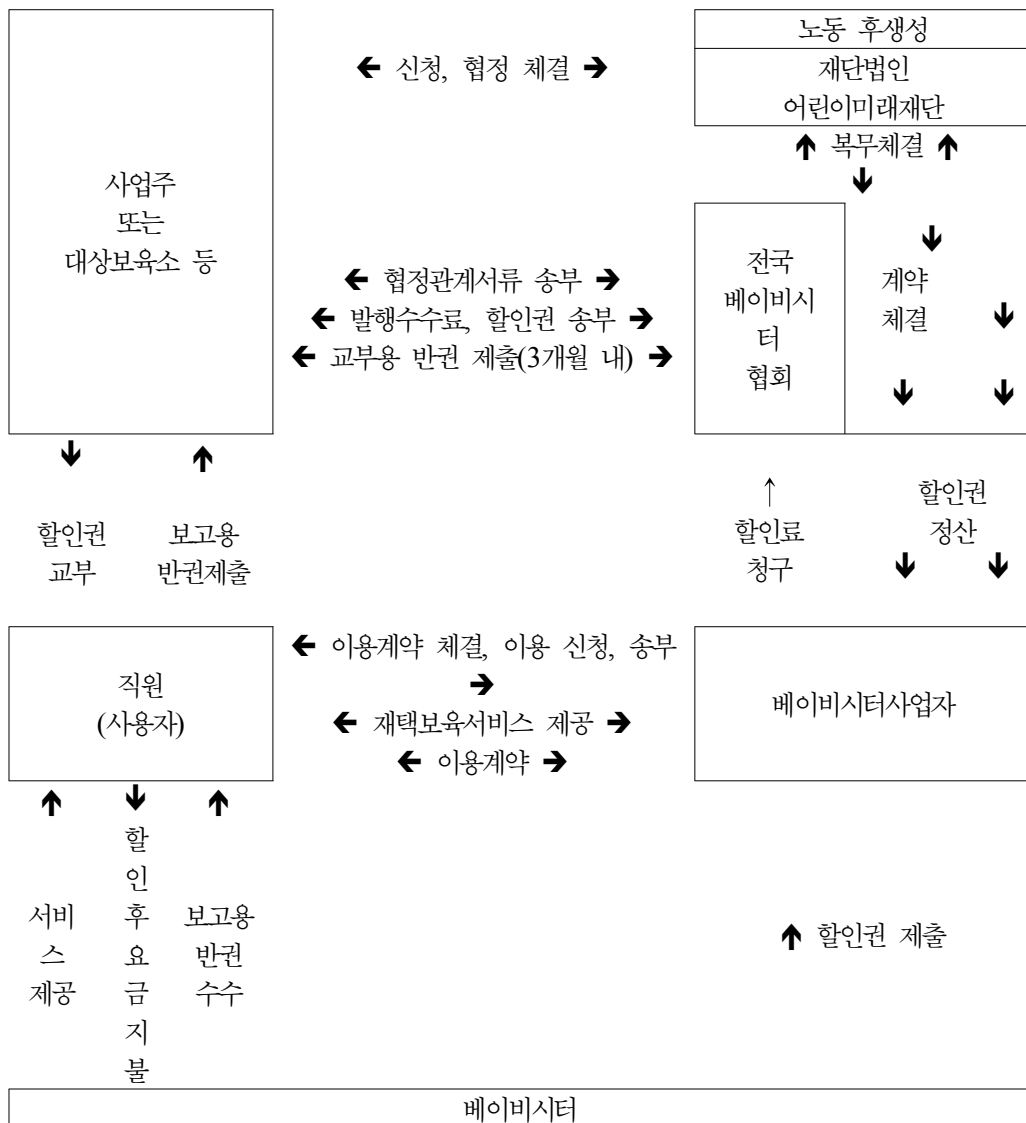 노동 후생성
🡸 신청, 협정 체결 🡺
재단법인
어린이미래재단
🡹 복무체결 🡹
🡻
사업주
또는
대상보육소 등
🡸 협정관계서류 송부 🡺
🡸 발행수수료, 할인권 송부 🡺
🡸 교부용 반권 제출(3개월 내) 🡺
전국
베이비시
터
협회
🡻
계약
체결
🡻
🡻 🡻
🡻 🡹
할인권
교부
보고용
반권제출
↑
할인료
청구
할인권
정산
🡻 🡻
직원
(사용자)
🡸 이용계약 체결, 이용 신청, 송부
🡺
🡸 재택보육서비스 제공 🡺
🡸 이용계약 🡺
베이비시터사업자
🡹 🡻 🡹
서비
스
제공
할
인
후
요
금
지
불
보고용
반권
수수
🡹 할인권 제출
베이비시터